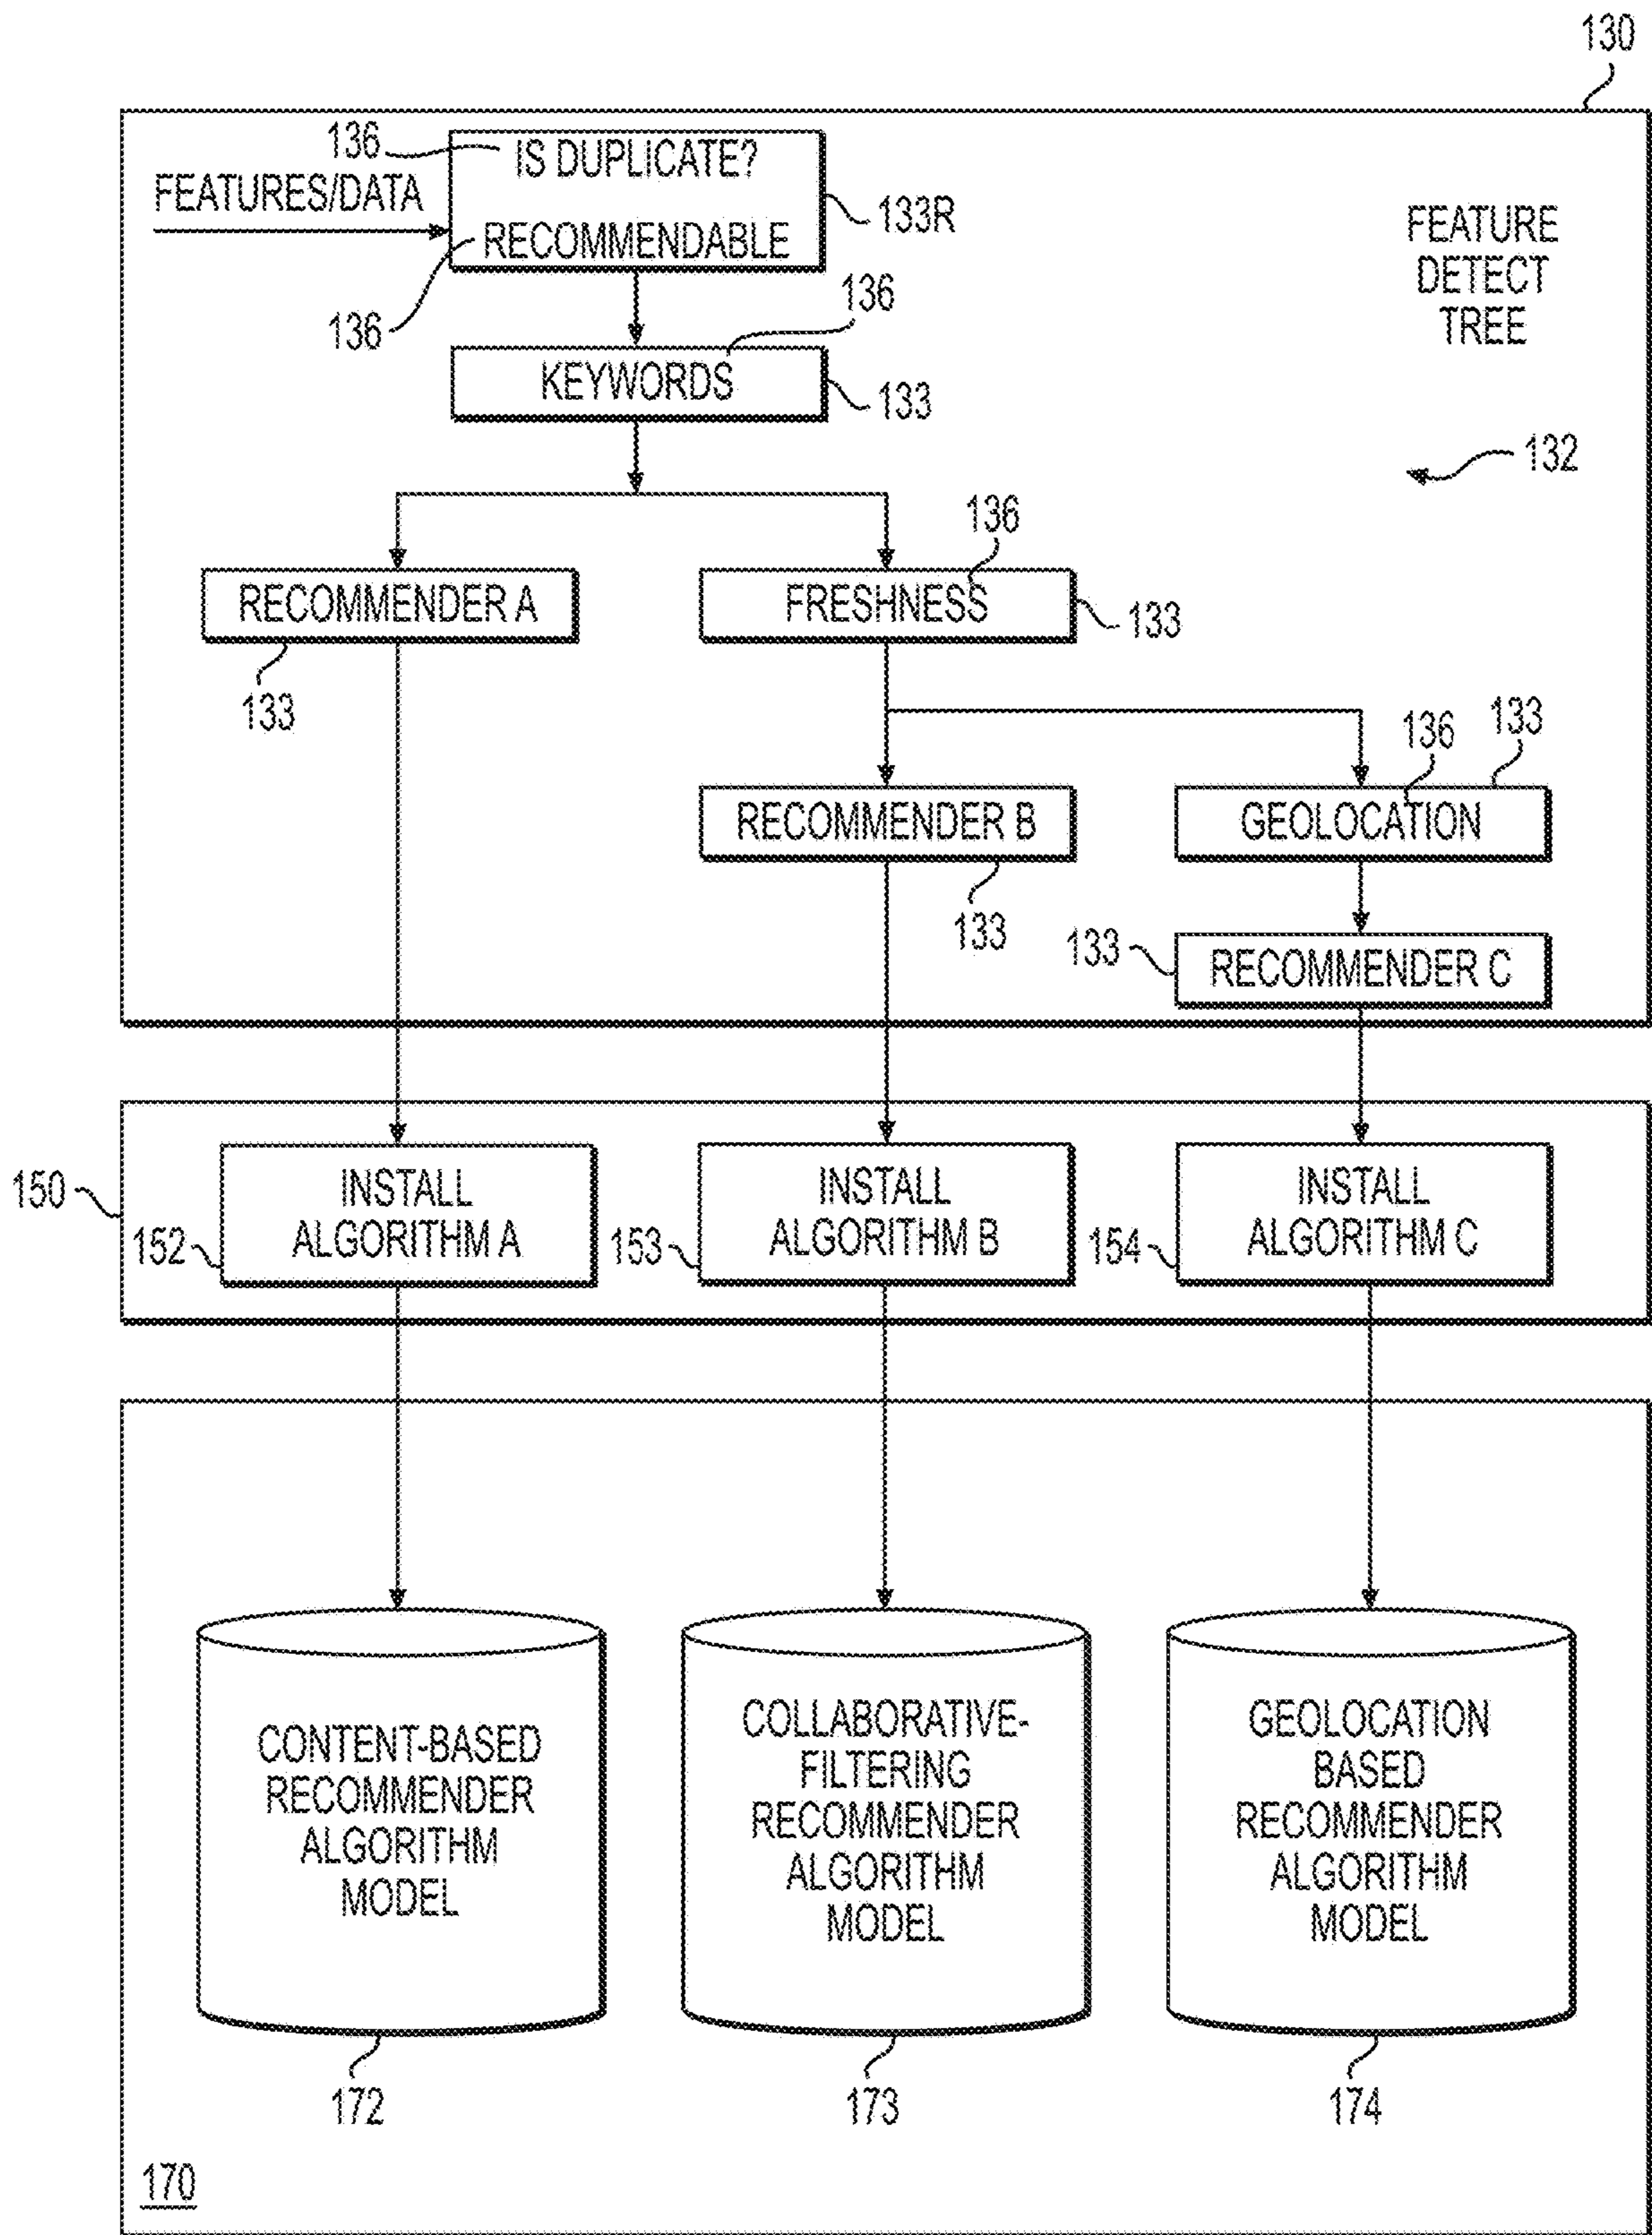 130
136
IS DUPLICATE?
FEATURES/DATA
133R
RECOMMENDABLE
136
136
FEATURE
DETECT
TREE
KEYWORDS
133
132
136
RECOMMENDER A
FRESHNESS
133
133
136
133
RECOMMENDER B
GEOLOCATION
133
133
RECOMMENDER C
150
INSTALL
ALGORITHM A
152
INSTALL
ALGORITHM B
153
INSTALL
ALGORITHM C
154
CONTENT-BASED
RECOMMENDER
ALGORITHM
MODEL
COLLABORATIVE-
FILTERING
RECOMMENDER
ALGORITHM
MODEL
GEOLOCATION
BASED
RECOMMENDER
ALGORITHM
MODEL
172
173
174
170